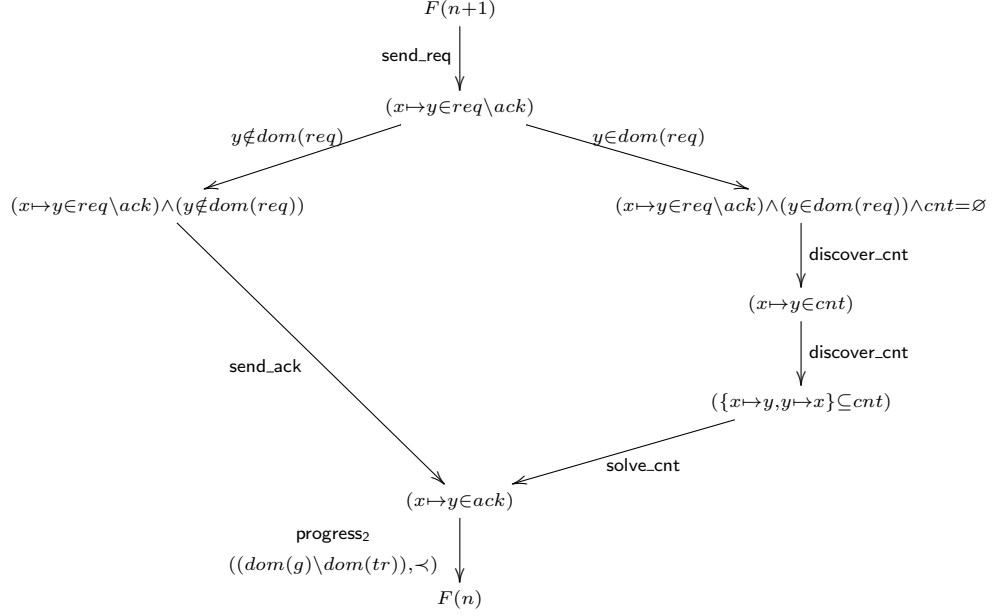 F(n+1)
send_req
(x↦y∈req\ack)
y∉dom(req)
y∈dom(req)
(x↦y∈req\ack)∧(y∉dom(req))
(x↦y∈req\ack)∧(y∈dom(req))∧cnt=∅
discover_cnt
(x↦y∈cnt)
discover_cnt
send_ack
({x↦y,y↦x}⊆cnt)
solve_cnt
(x↦y∈ack)
progress₂
((dom(g)\dom(tr)),≺)
F(n)